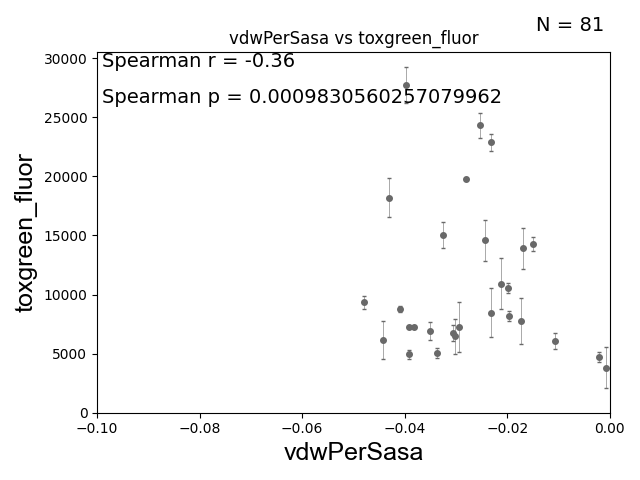 N = 81
vdwPerSasa vs toxgreen_fluor
Spearman r = -0.36
Spearman p = 0.0009830560257079962
30000
25000
20000
15000
10000
5000
0
toxgreen_fluor
−0.10 −0.08 −0.06 −0.04 −0.02 0.00
vdwPerSasa